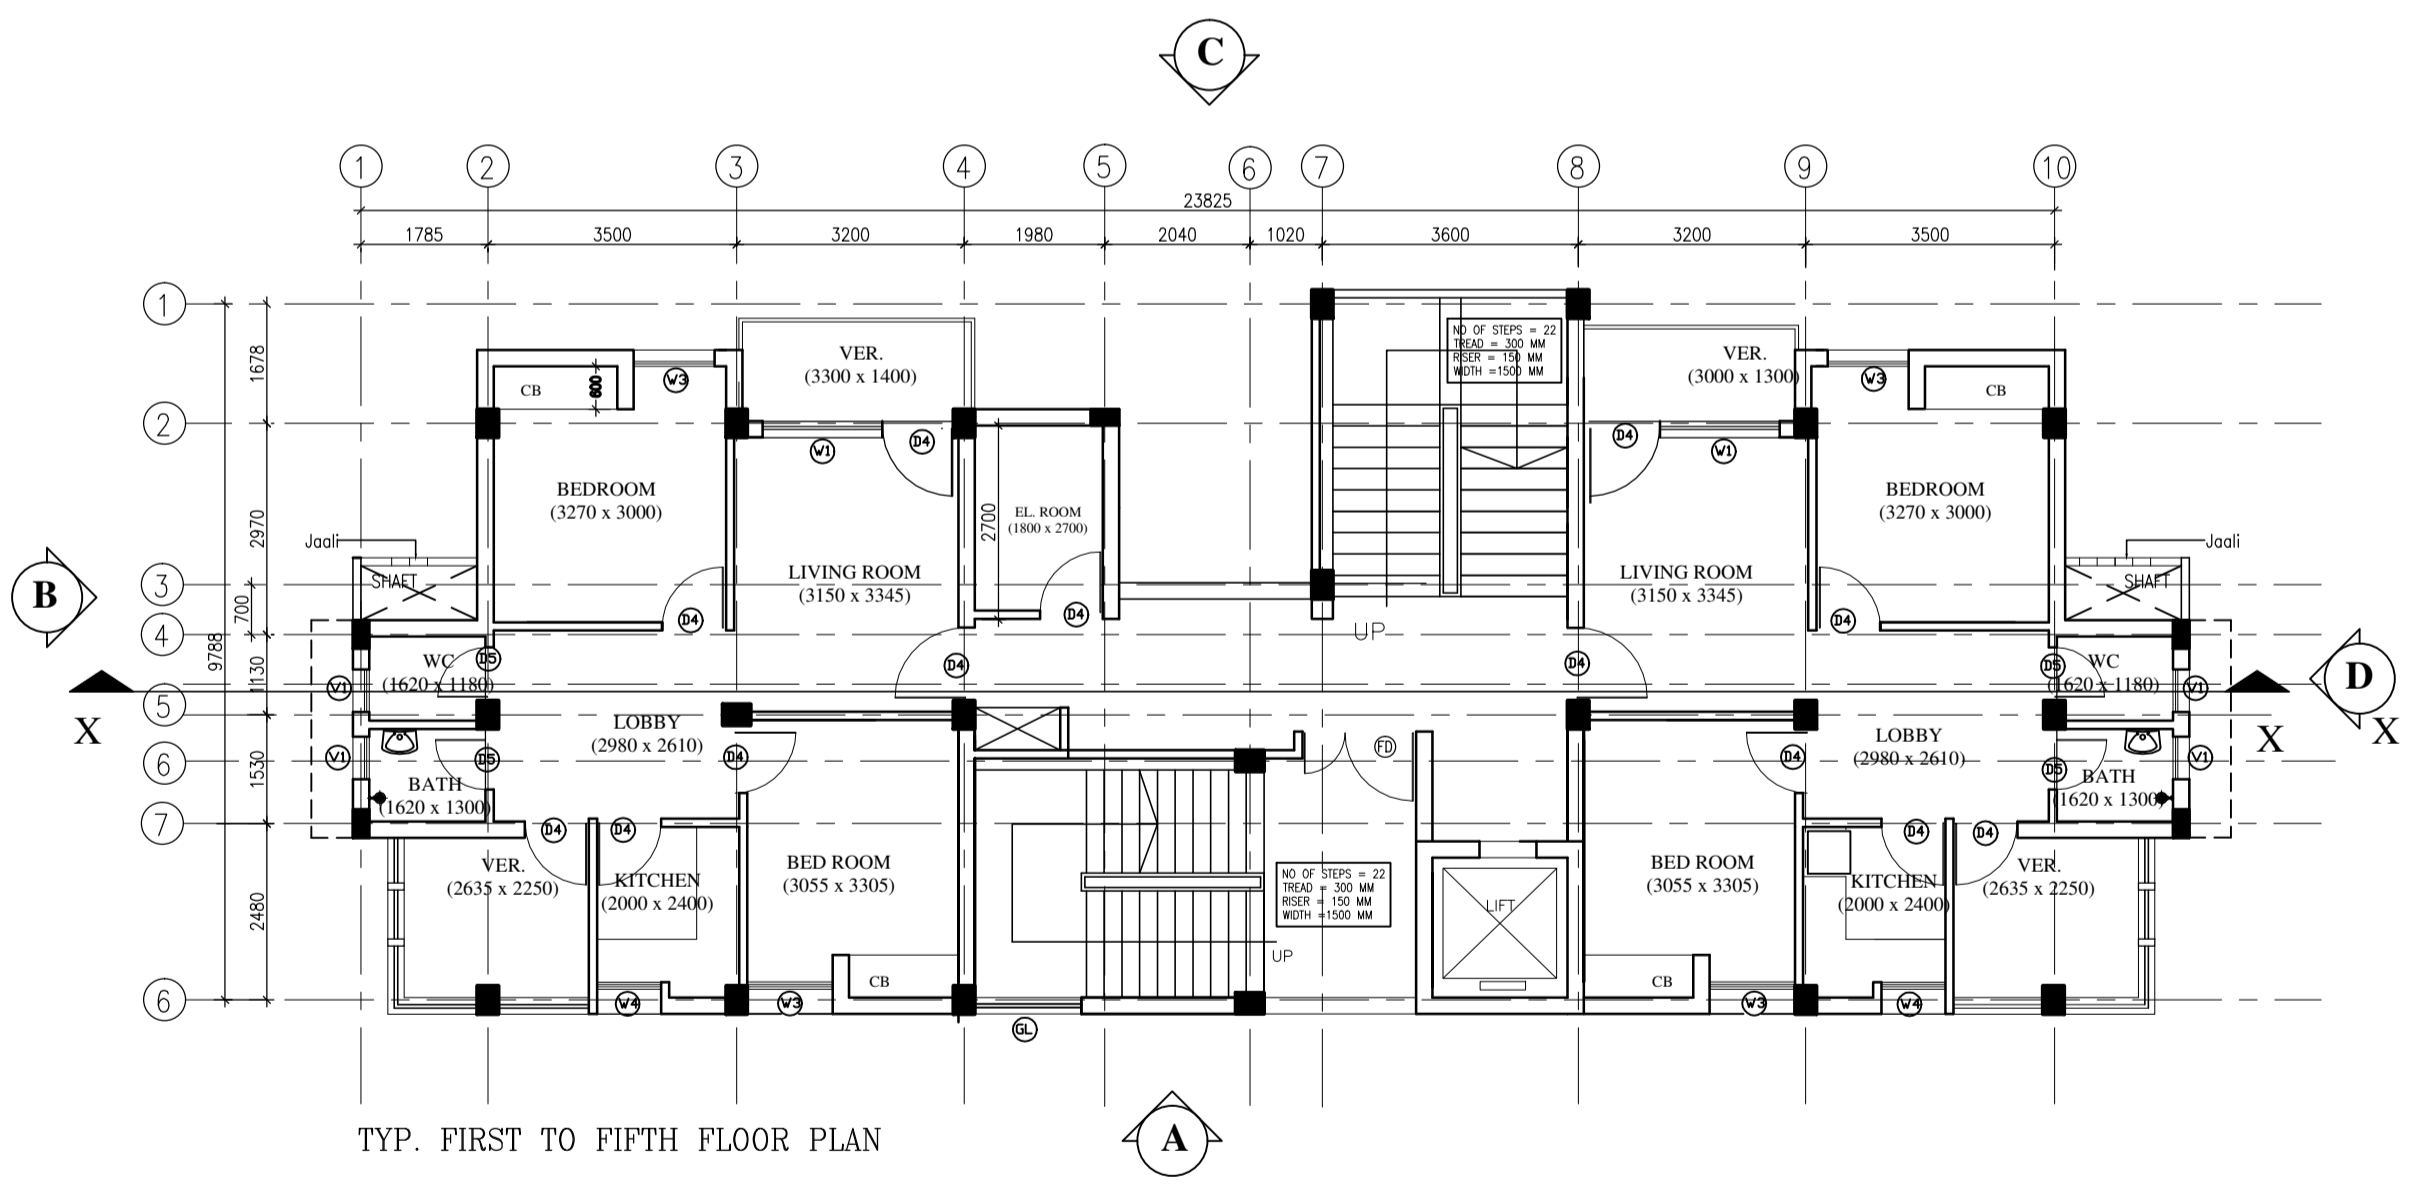 C
1 2 3 4 5 6 7 8 9 10
23825
1785 3500 3200 1980 2040 1020 3600 3200 3500
1
1678
NO OF STEPS = 22
TREAD = 300 MM
RISER = 150 MM
WIDTH =1500 MM
VER.
(3300 x 1400)
VER.
(3000 x 1300)
CB 600 W3
W3 CB
2
D4 W1
D4 W1
BEDROOM
(3270 x 3000)
EL. ROOM
(1800 x 2700)
2700
BEDROOM
(3270 x 3000)
2970
Jaali
Jaali
SHAFT
SHAFT
LIVING ROOM
(3150 x 3345)
LIVING ROOM
(3150 x 3345)
B
3
700
D4 D4 D4
UP
4
9788
1130
WC
(1620 x 1180)
D5 V1
D4 D4
D5
WC
(1620 x 1180)
V1
D
X X X
5
LOBBY
(2980 x 2610)
LOBBY
(2980 x 2610)
6
1530
V1 D5 D4 FD D4 D5 V1
BATH
(1620 x 1300)
BATH
(1620 x 1300)
7
D4 D4 D4 D4
VER.
(2635 x 2250)
KITCHEN
(2000 x 2400)
BED ROOM
(3055 x 3305)
NO OF STEPS = 22
TREAD = 300 MM
RISER = 150 MM
WIDTH =1500 MM
LIFT
BED ROOM
(3055 x 3305)
KITCHEN
(2000 x 2400)
VER.
(2635 x 2250)
2480
UP
CB CB
6
W4 W3 GL W3 W4
TYP. FIRST TO FIFTH FLOOR PLAN
A